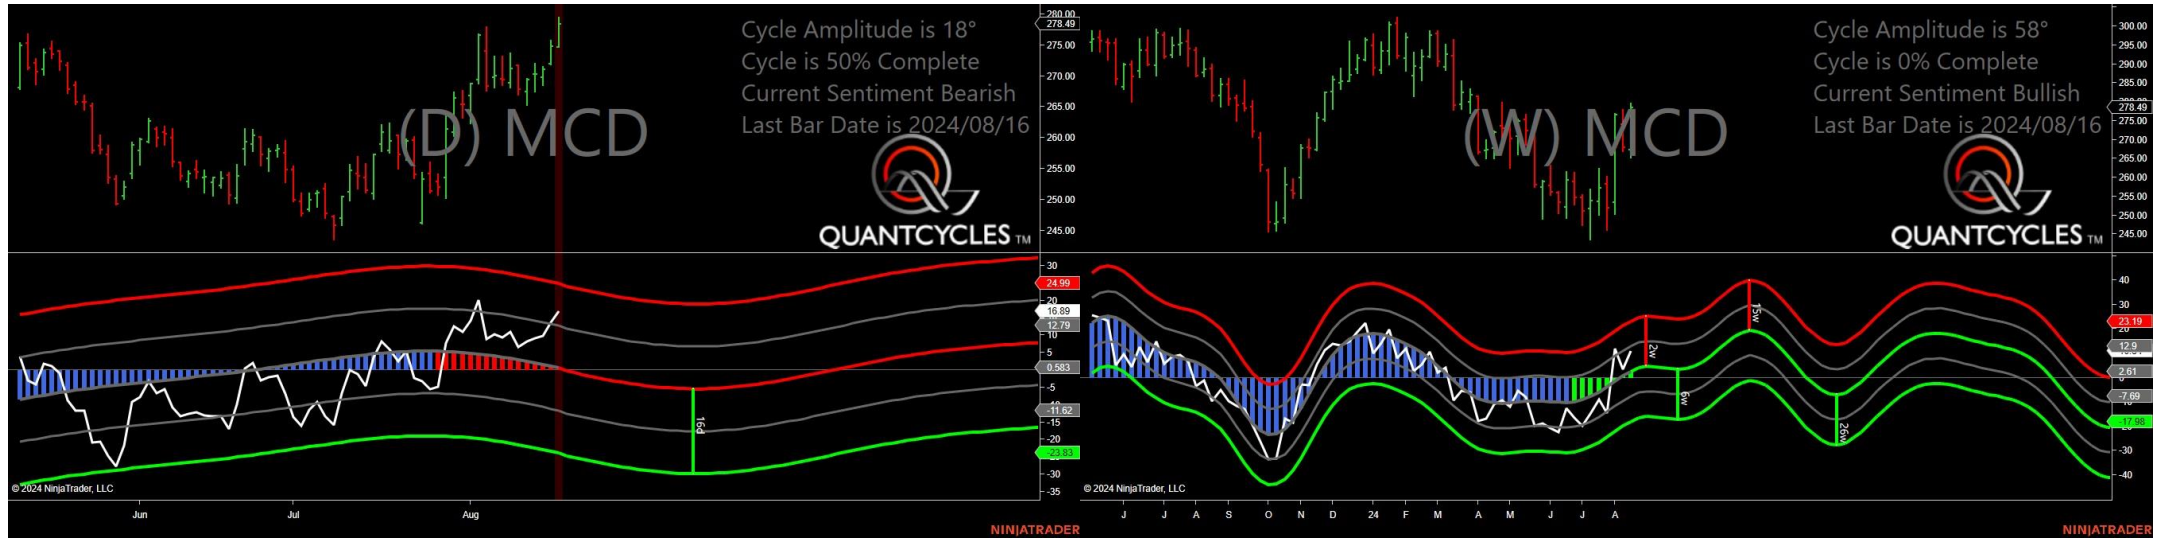 Cycle Amplitude is 18°
Cycle is 50% Complete
Current Sentiment Bearish
Last Bar Date is 2024/08/16
(D) MCD
QUANTCYCLES TM
280.00
278.49
275.00
270.00
265.00
260.00
255.00
250.00
245.00
30
24.99
20
16.89
12.79
5
0.583
-5
-11.62
-15
-20
-23.83
-30
-35
16d
© 2024 NinjaTrader, LLC
Jun
Jul
Aug
NINJATRADER
Cycle Amplitude is 58°
Cycle is 0% Complete
Current Sentiment Bullish
Last Bar Date is 2024/08/16
(W) MCD
QUANTCYCLES TM
300.00
295.00
290.00
285.00
278.49
275.00
270.00
265.00
260.00
255.00
250.00
245.00
40
30
23.19
12.9
2.61
-7.69
-17.98
-30
-40
2w
6w
15w
26w
© 2024 NinjaTrader, LLC
J
J
A
S
O
N
D
24
F
M
A
M
J
J
A
NINJATRADER